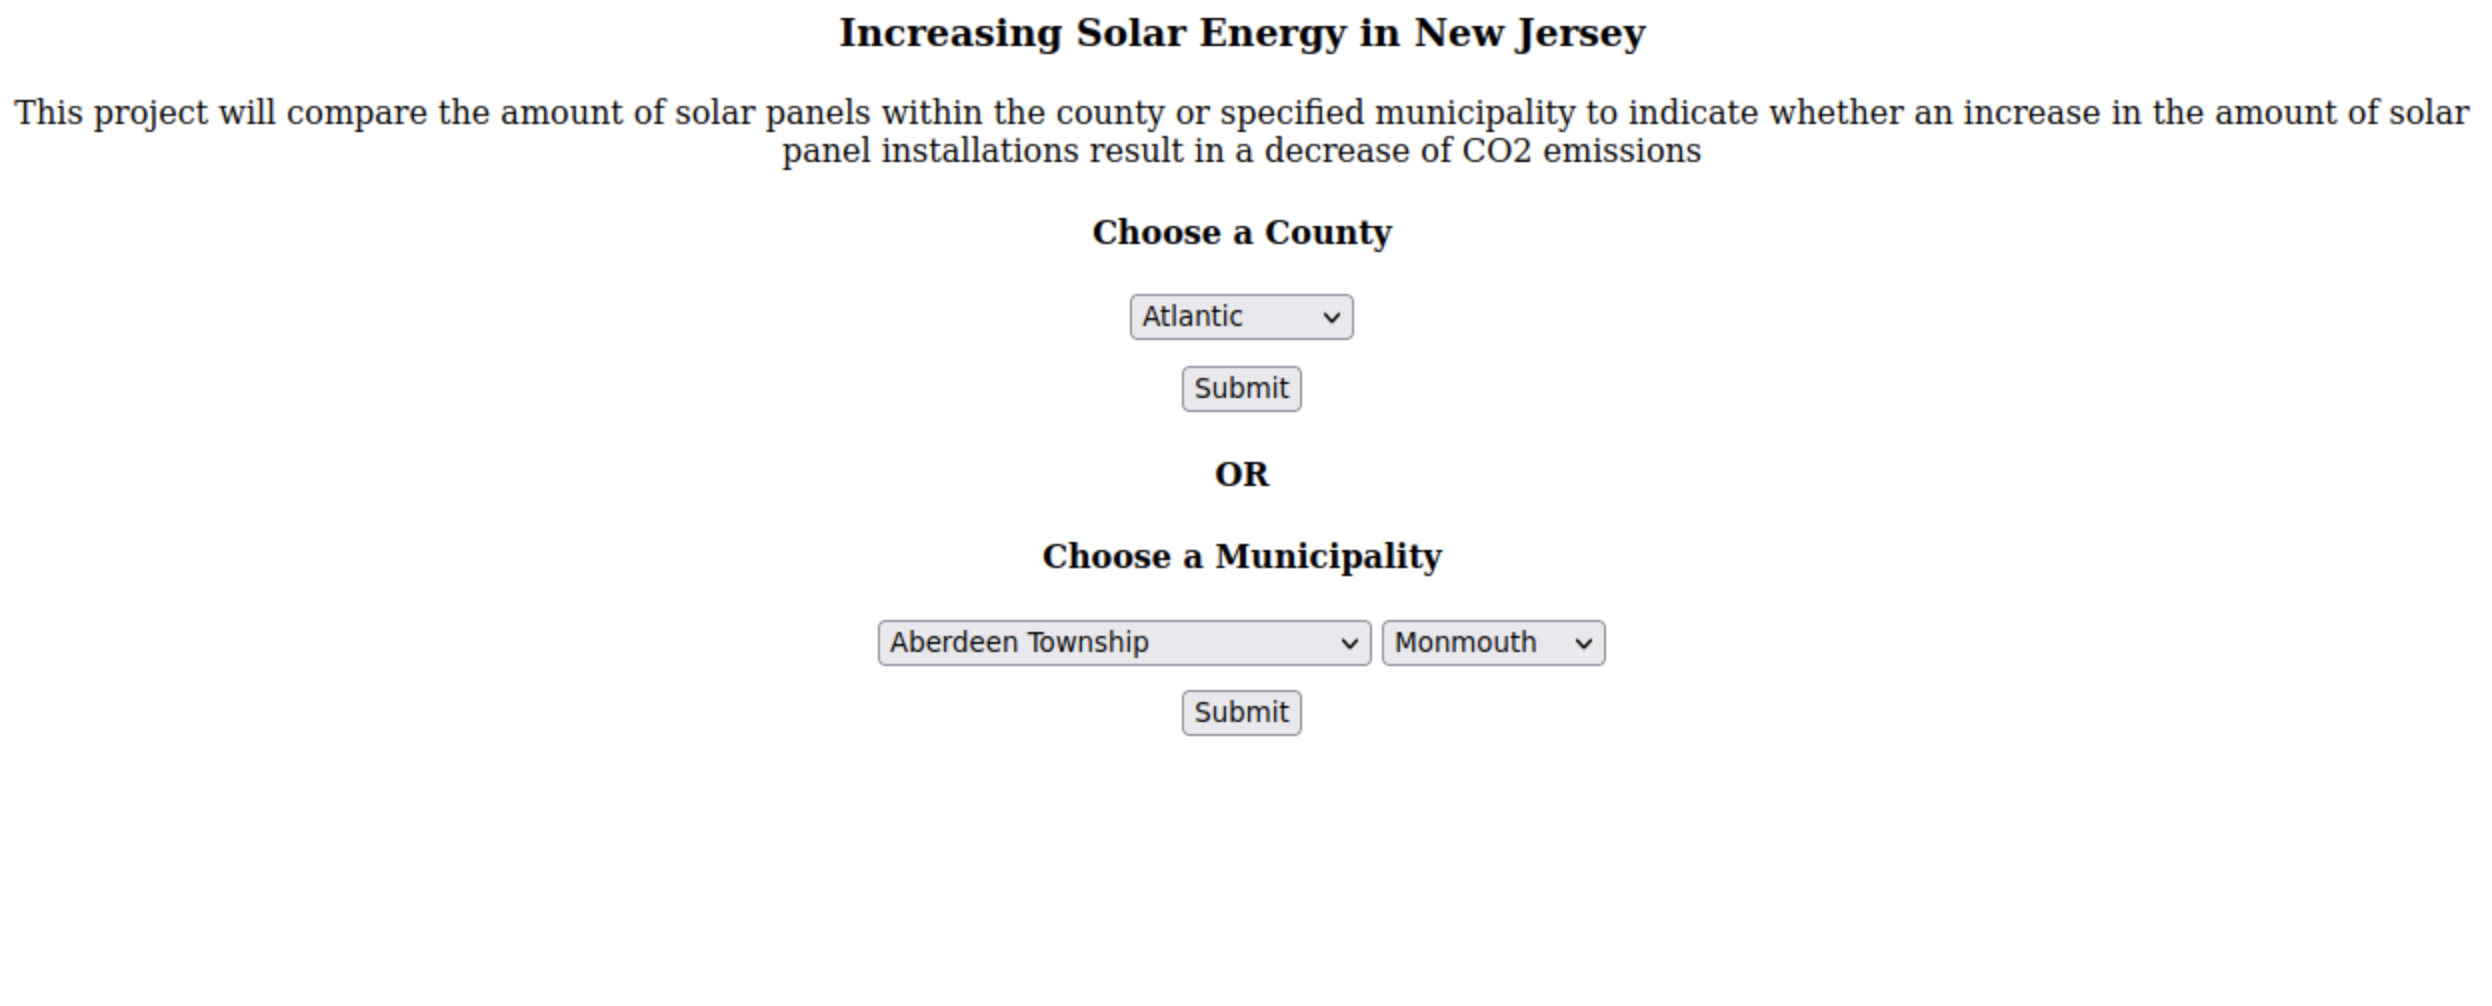 Increasing Solar Energy in New Jersey
This project will compare the amount of solar panels within the county or specified municipality to indicate whether an increase in the amount of solar
panel installations result in a decrease of CO2 emissions
Choose a County
Atlantic
Submit
OR
Choose a Municipality
Aberdeen Township Monmouth
Submit